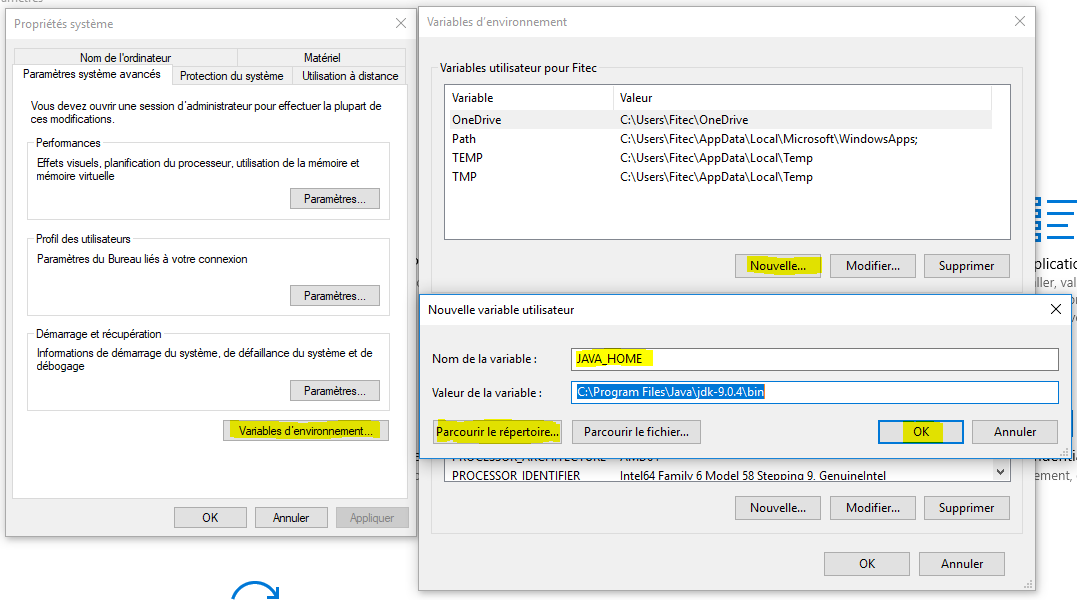 Propriétés système
Nom de l'ordinateur
Matériel
Paramètres système avancés
Protection du système
Utilisation à distance
Vous devez ouvrir une session d'administrateur pour effectuer la plupart de
ces modifications.
Performances
Effets visuels, planification du processeur, utilisation de la mémoire et
mémoire virtuelle
Paramètres...
Profil des utilisateurs
Paramètres du Bureau liés à votre connexion
Paramètres...
Démarrage et récupération
Informations de démarrage du système, de défaillance du système et de
débogage
Paramètres...
Variables d'environnement...
OK
Annuler
Appliquer
Variables d'environnement
Variables utilisateur pour Fitec
Variable
Valeur
OneDrive
C:\Users\Fitec\OneDrive
Path
C:\Users\Fitec\AppData\Local\Microsoft\WindowsApps;
TEMP
C:\Users\Fitec\AppData\Local\Temp
TMP
C:\Users\Fitec\AppData\Local\Temp
Nouvelle...
Modifier...
Supprimer
Nouvelle variable utilisateur
Nom de la variable :
JAVA_HOME
Valeur de la variable :
C:\Program Files\Java\jdk-9.0.4\bin
Parcourir le répertoire...
Parcourir le fichier...
OK
Annuler
PROCESSOR_IDENTIFIER
Intel64 Family 6 Model 58 Stepping 9, GenuineIntel
Nouvelle...
Modifier...
Supprimer
OK
Annuler